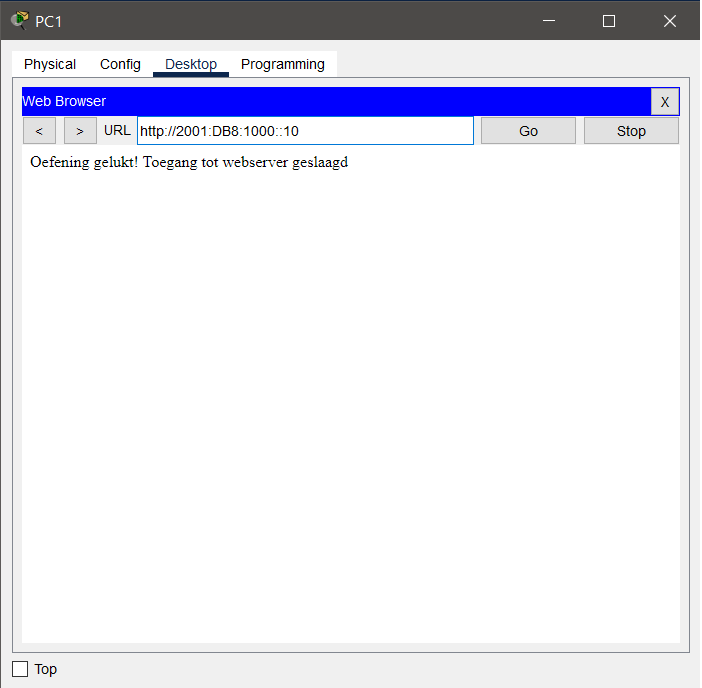 PC1
Physical Config Desktop Programming
Web Browser X
< > URL http://2001:DB8:1000::10 Go Stop
Oefening gelukt! Toegang tot webserver geslaagd
Top